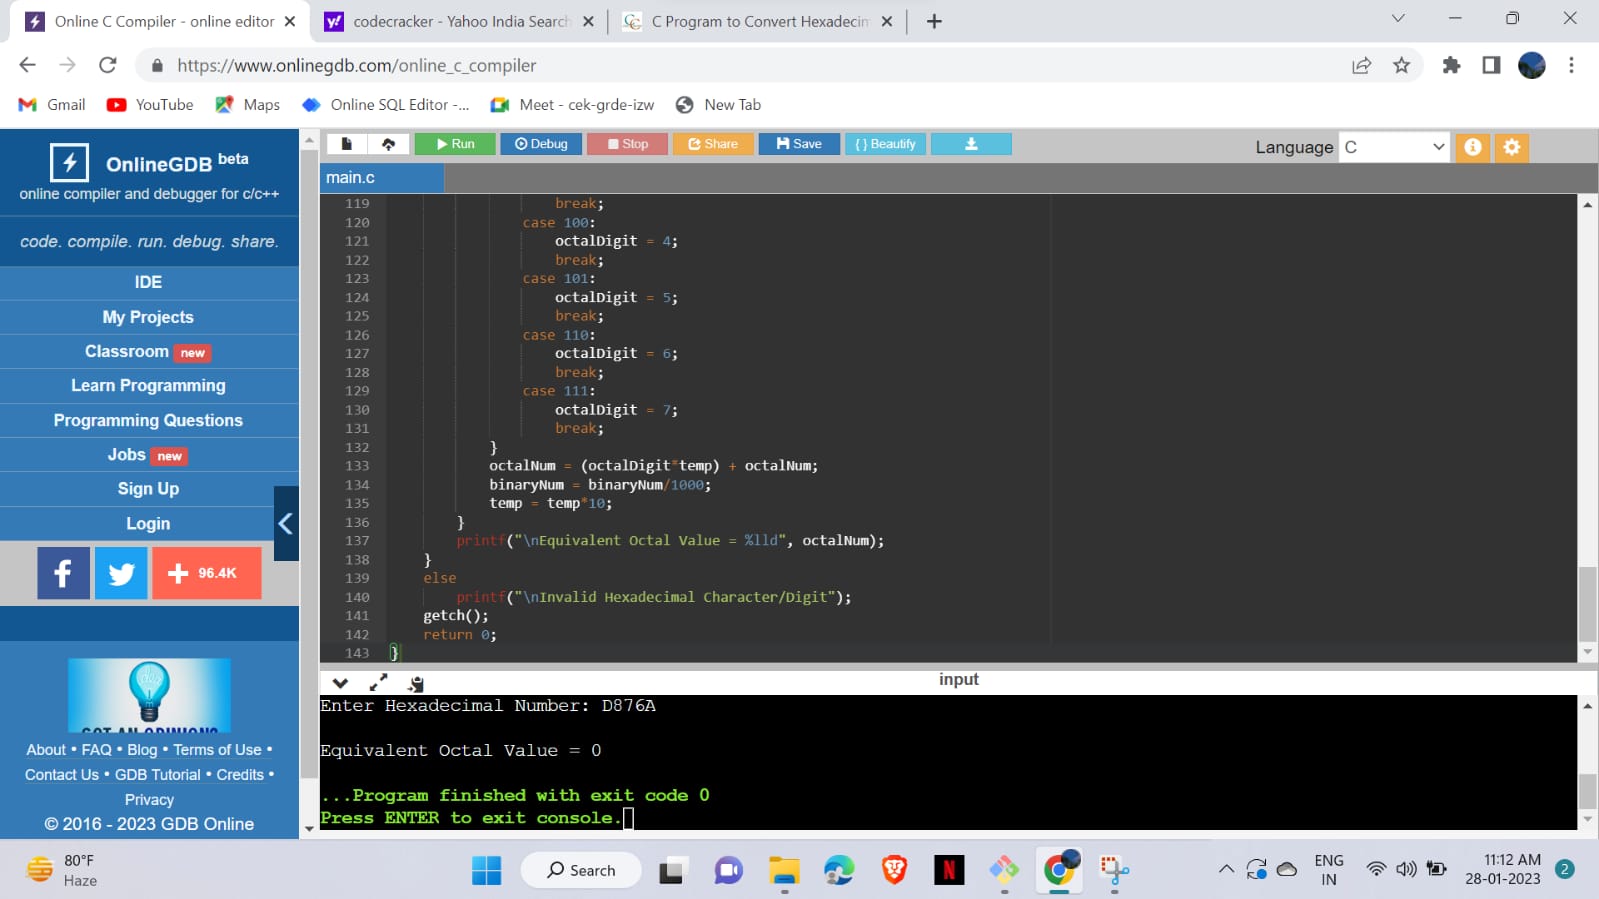 Online C Compiler - online editor
codecracker - Yahoo India Search
C Program to Convert Hexadecim
https://www.onlinegdb.com/online_c_compiler
Gmail YouTube Maps Online SQL Editor -... Meet - cek-grde-izw New Tab
OnlineGDB beta
online compiler and debugger for c/c++
code. compile. run. debug. share.
IDE
My Projects
Classroom new
Learn Programming
Programming Questions
Jobs new
Sign Up
Login
f + 96.4K
GOT AN OPINION?
About • FAQ • Blog • Terms of Use •
Contact Us • GDB Tutorial • Credits •
Privacy
© 2016 - 2023 GDB Online
Run Debug Stop Share Save {} Beautify
Language C
main.c
119 break;
120 case 100:
121 octalDigit = 4;
122 break;
123 case 101:
124 octalDigit = 5;
125 break;
126 case 110:
127 octalDigit = 6;
128 break;
129 case 111:
130 octalDigit = 7;
131 break;
132 }
133 octalNum = (octalDigit*temp) + octalNum;
134 binaryNum = binaryNum/1000;
135 temp = temp*10;
136 }
137 printf("\nEquivalent Octal Value = %lld", octalNum);
138 }
139 else
140 printf("\nInvalid Hexadecimal Character/Digit");
141 getch();
142 return 0;
143 }
input
Enter Hexadecimal Number: D876A
Equivalent Octal Value = 0
...Program finished with exit code 0
Press ENTER to exit console.
80°F
Haze
Search
ENG
IN
11:12 AM
28-01-2023
2